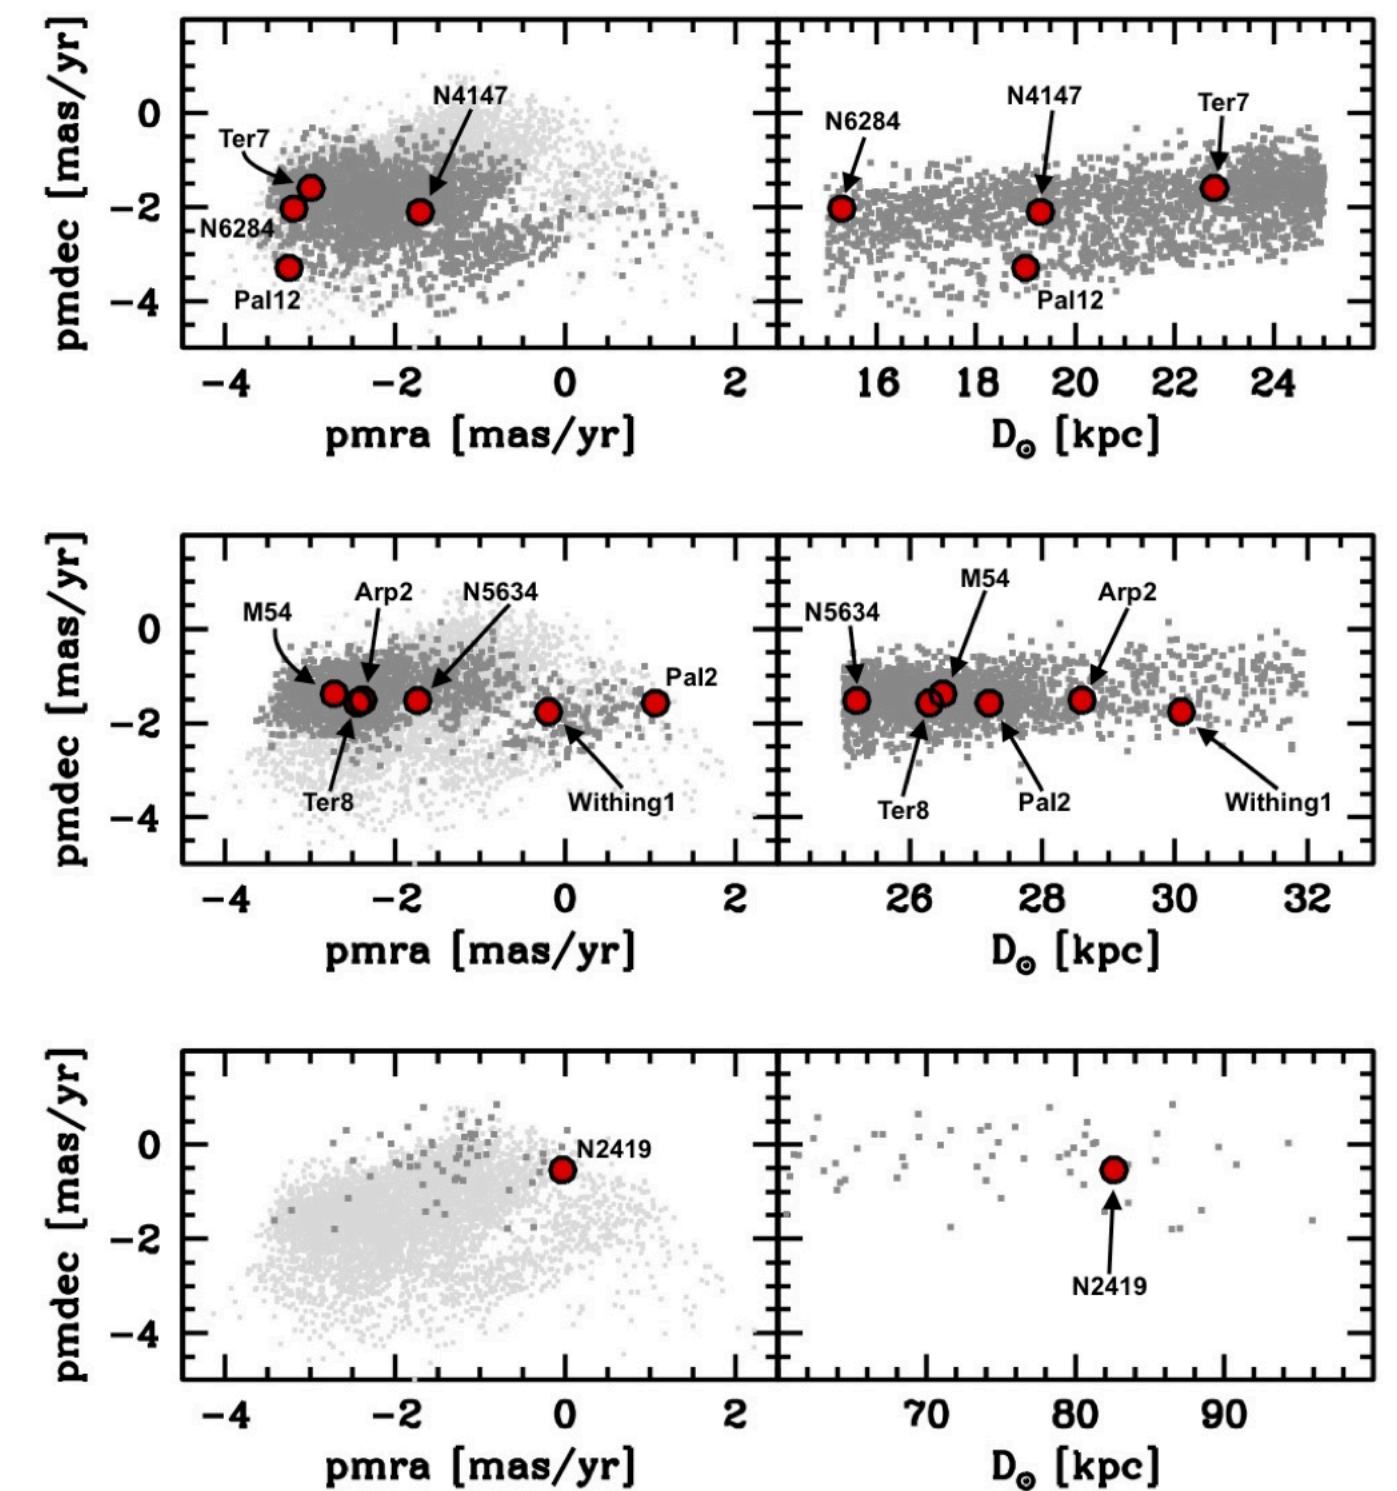 pmdec [mas/yr]
0
−2
−4
Ter7
N4147
N6284
Pal12
N6284
N4147
Ter7
Pal12
−4 −2 0 2
16 18 20 22 24
pmra [mas/yr]
D⊙ [kpc]
pmdec [mas/yr]
0
−2
−4
M54
Arp2
N5634
Pal2
Ter8
Withing1
N5634
M54
Arp2
Ter8
Pal2
Withing1
−4 −2 0 2
26 28 30 32
pmra [mas/yr]
D⊙ [kpc]
pmdec [mas/yr]
0
−2
−4
N2419
N2419
−4 −2 0 2
70 80 90
pmra [mas/yr]
D⊙ [kpc]